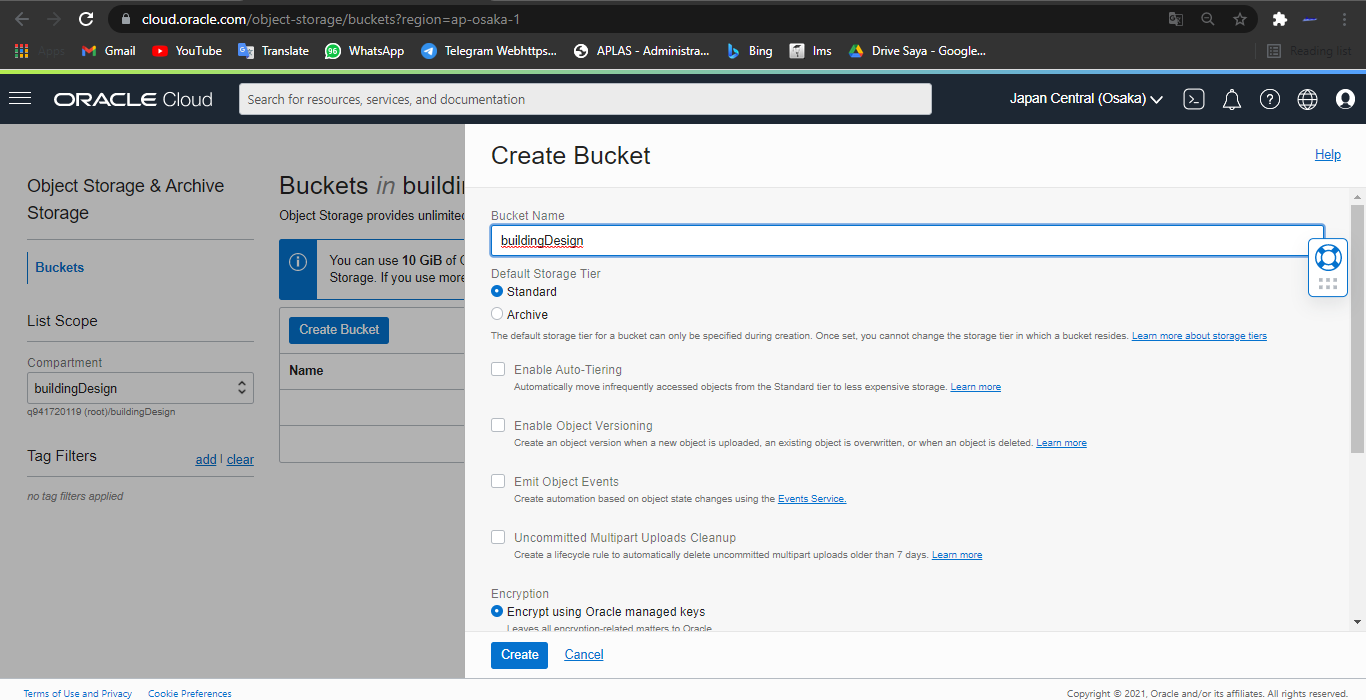 cloud.oracle.com/object-storage/buckets?region=ap-osaka-1
Apps Gmail YouTube Translate 96 WhatsApp Telegram Webhttps... APLAS - Administra... Bing Ims Drive Saya - Google... Reading list
ORACLE Cloud
Search for resources, services, and documentation
Japan Central (Osaka)
Object Storage & Archive
Storage
Buckets
List Scope
Compartment
buildingDesign
q941720119 (root)/buildingDesign
Tag Filters
add | clear
no tag filters applied
Buckets in buildi
Object Storage provides unlimite
You can use 10 GiB of
Storage. If you use more
Create Bucket
Name
Create Bucket
Help
Bucket Name
buildingDesign
Default Storage Tier
Standard
Archive
The default storage tier for a bucket can only be specified during creation. Once set, you cannot change the storage tier in which a bucket resides. Learn more about storage tiers
Enable Auto-Tiering
Automatically move infrequently accessed objects from the Standard tier to less expensive storage. Learn more
Enable Object Versioning
Create an object version when a new object is uploaded, an existing object is overwritten, or when an object is deleted. Learn more
Emit Object Events
Create automation based on object state changes using the Events Service.
Uncommitted Multipart Uploads Cleanup
Create a lifecycle rule to automatically delete uncommitted multipart uploads older than 7 days. Learn more
Encryption
Encrypt using Oracle managed keys
Leaves all encryption-related matters to Oracle
Create Cancel
Terms of Use and Privacy Cookie Preferences
Copyright © 2021, Oracle and/or its affiliates. All rights reserved.